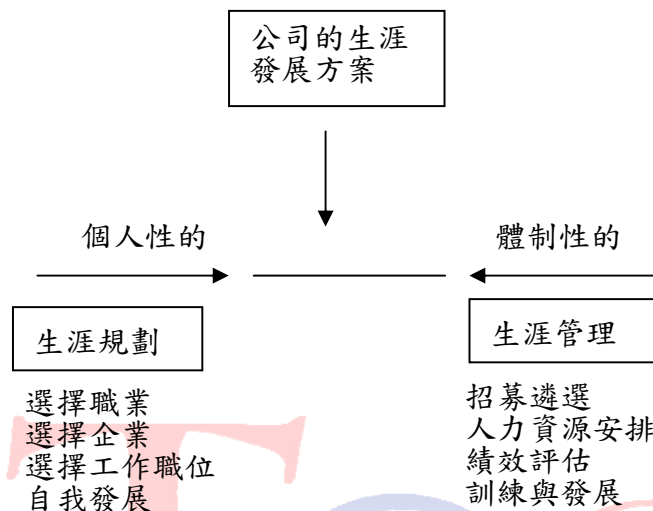 公司的生涯
發展方案
個人性的
體制性的
生涯規劃
生涯管理
選擇職業
選擇企業
選擇工作職位
自我發展
招募遴選
人力資源安排
績效評估
訓練與發展